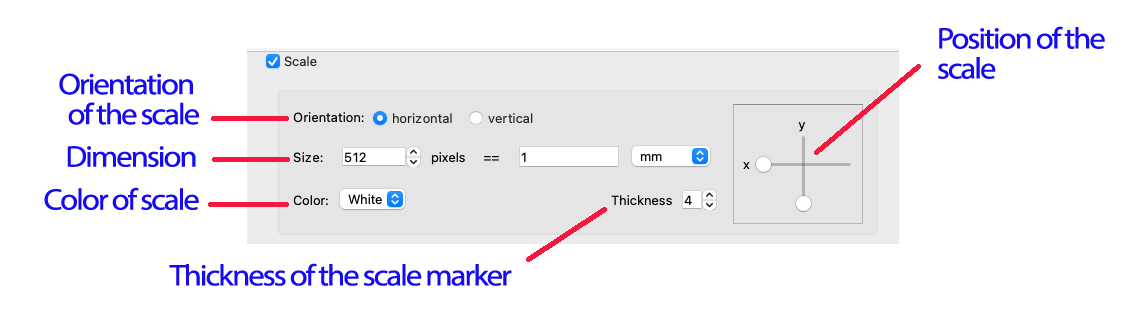 Position of the
scale
Scale
Orientation
of the scale
Orientation: horizontal vertical
y
x
Dimension
Size: 512 pixels == 1 mm
Color of scale
Color: White Thickness 4
Thickness of the scale marker